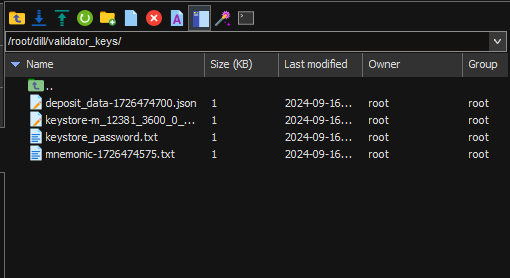 /root/dill/validator_keys/
Name Size (KB) Last modified Owner Group
..
deposit_data-1726474700.json 1 2024-09-16... root root
keystore-m_12381_3600_0_... 1 2024-09-16... root root
keystore_password.txt 1 2024-09-16... root root
mnemonic-1726474575.txt 1 2024-09-16... root root